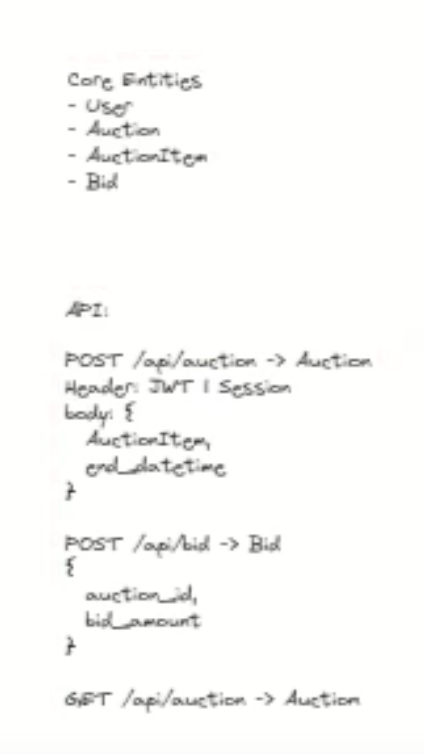 Core Entities
- User
- Auction
- AuctionItem
- Bid
API:
POST /api/auction -> Auction
Header: JWT | Session
body: {
AuctionItem,
end_datetime
}
POST /api/bid -> Bid
{
auction_id,
bid_amount
}
GET /api/auction -> Auction